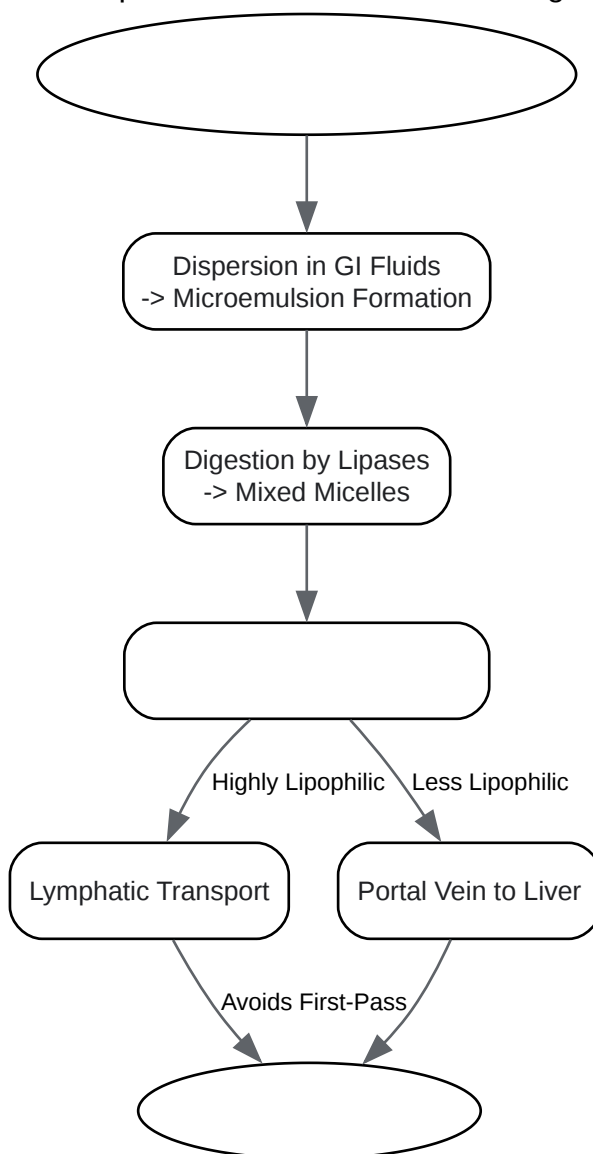 Dispersion in GI Fluids
-> Microemulsion Formation
Digestion by Lipases
-> Mixed Micelles
Highly Lipophilic
Less Lipophilic
Lymphatic Transport
Portal Vein to Liver
Avoids First-Pass